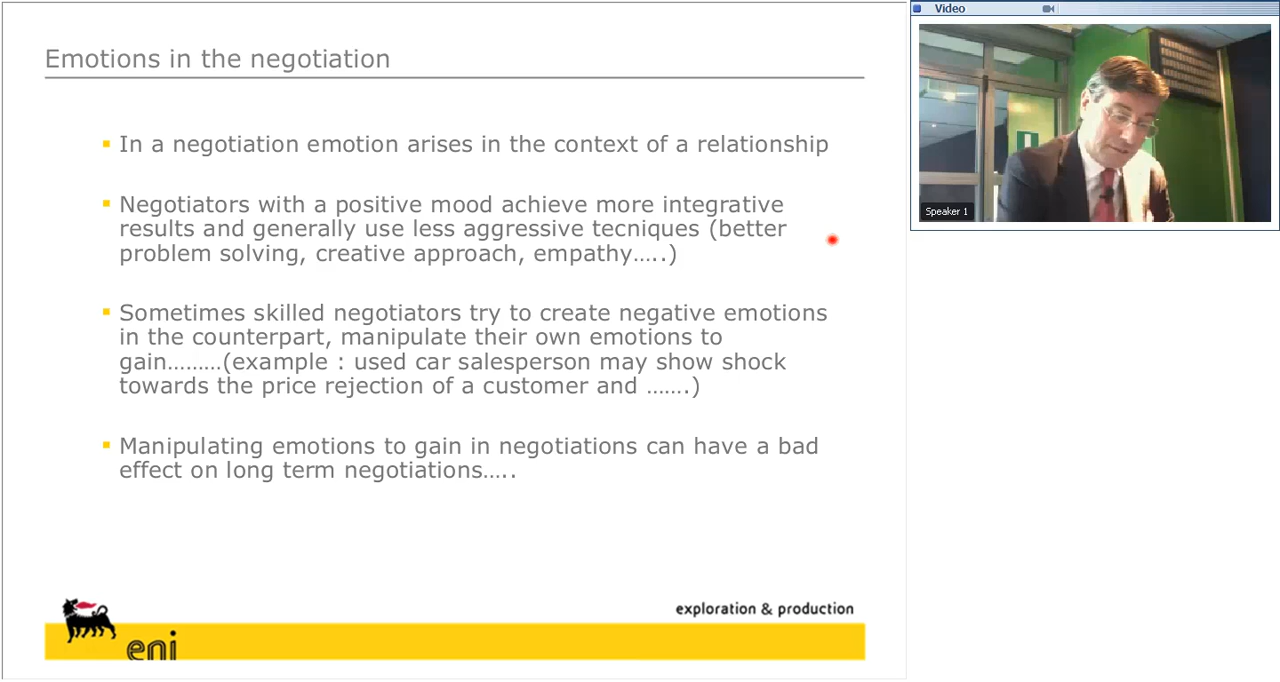 Emotions in the negotiation
In a negotiation emotion arises in the context of a relationship
Negotiators with a positive mood achieve more integrative
results and generally use less aggressive tecniques (better
problem solving, creative approach, empathy…..)
Sometimes skilled negotiators try to create negative emotions
in the counterpart, manipulate their own emotions to
gain………(example : used car salesperson may show shock
towards the price rejection of a customer and …….)
Manipulating emotions to gain in negotiations can have a bad
effect on long term negotiations…..
exploration & production
eni
Video
Speaker 1